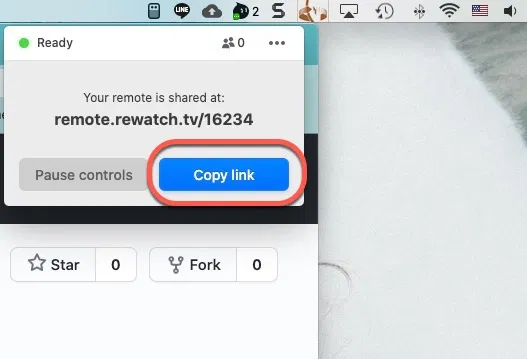 LINE
2
Ready
0
Your remote is shared at:
remote.rewatch.tv/16234
Pause controls
Copy link
Star
0
Fork
0